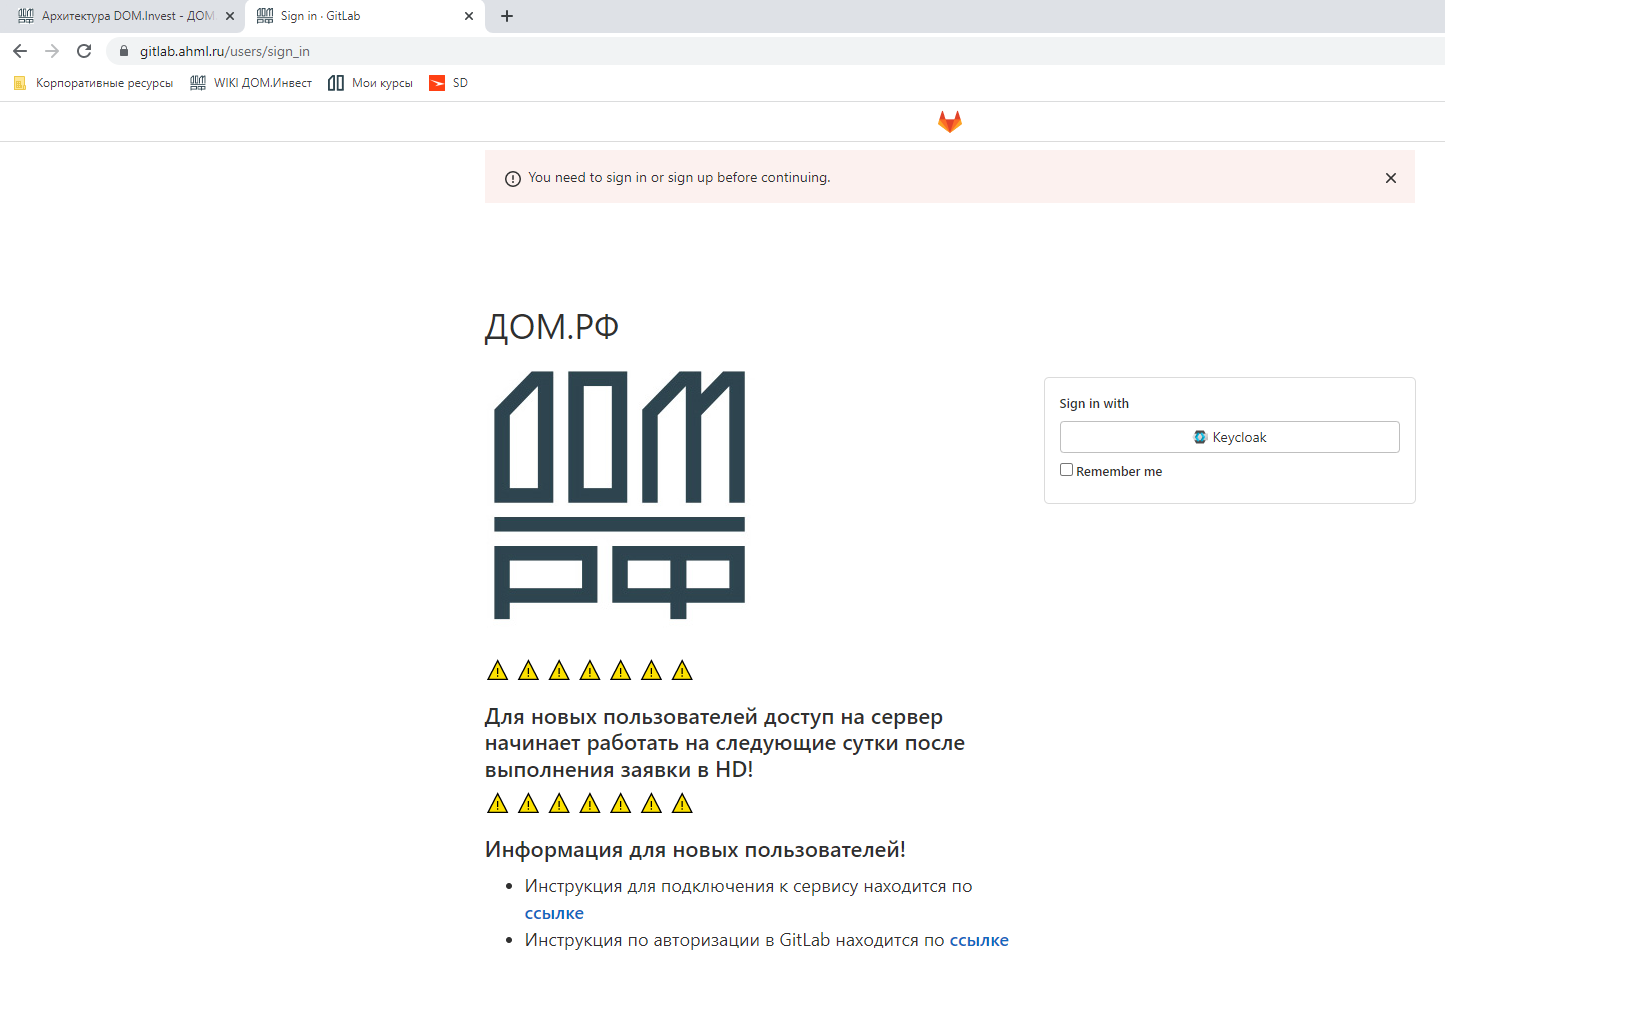 Архитектура DOM.Invest - ДОМ
Sign in · GitLab
gitlab.ahml.ru/users/sign_in
Корпоративные ресурсы
WIKI ДОМ.Инвест
Мои курсы
SD
You need to sign in or sign up before continuing.
ДОМ.РФ
ДОМ
РФ
Sign in with
Keycloak
Remember me
Для новых пользователей доступ на сервер
начинает работать на следующие сутки после
выполнения заявки в HD!
Информация для новых пользователей!
Инструкция для подключения к сервису находится по
ссылке
Инструкция по авторизации в GitLab находится по ссылке